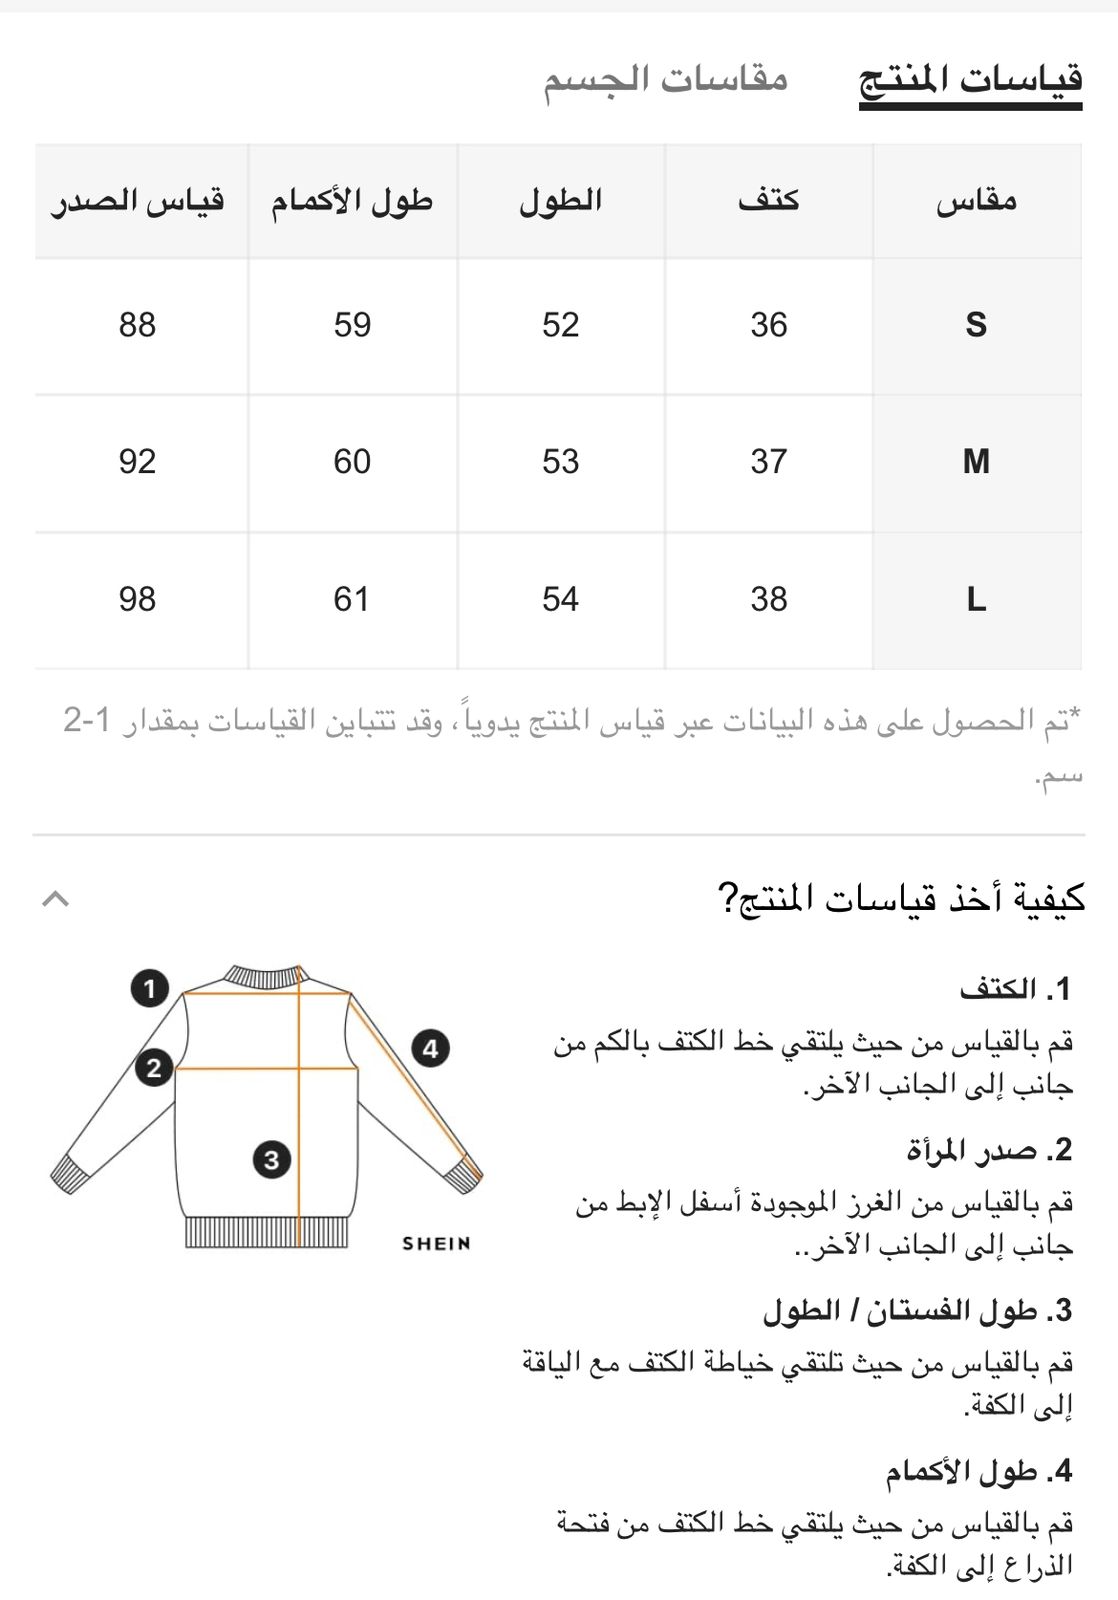 قياسات المنتج مقاسات الجسم
مقاس كتف الطول طول الأكمام قياس الصدر
S 36 52 59 88
M 37 53 60 92
L 38 54 61 98
*تم الحصول على هذه البيانات عبر قياس المنتج يدوياً، وقد تتباين القياسات بمقدار 1-2
سم.
كيفية أخذ قياسات المنتج?
1. الكتف
قم بالقياس من حيث يلتقي خط الكتف بالكم من
جانب إلى الجانب الآخر.
2. صدر المرأة
قم بالقياس من الغرز الموجودة أسفل الإبط من
جانب إلى الجانب الآخر..
3. طول الفستان / الطول
قم بالقياس من حيث تلتقي خياطة الكتف مع الياقة
إلى الكفة.
4. طول الأكمام
قم بالقياس من حيث يلتقي خط الكتف من فتحة
الذراع إلى الكفة.
1
2
3
4
SHEIN